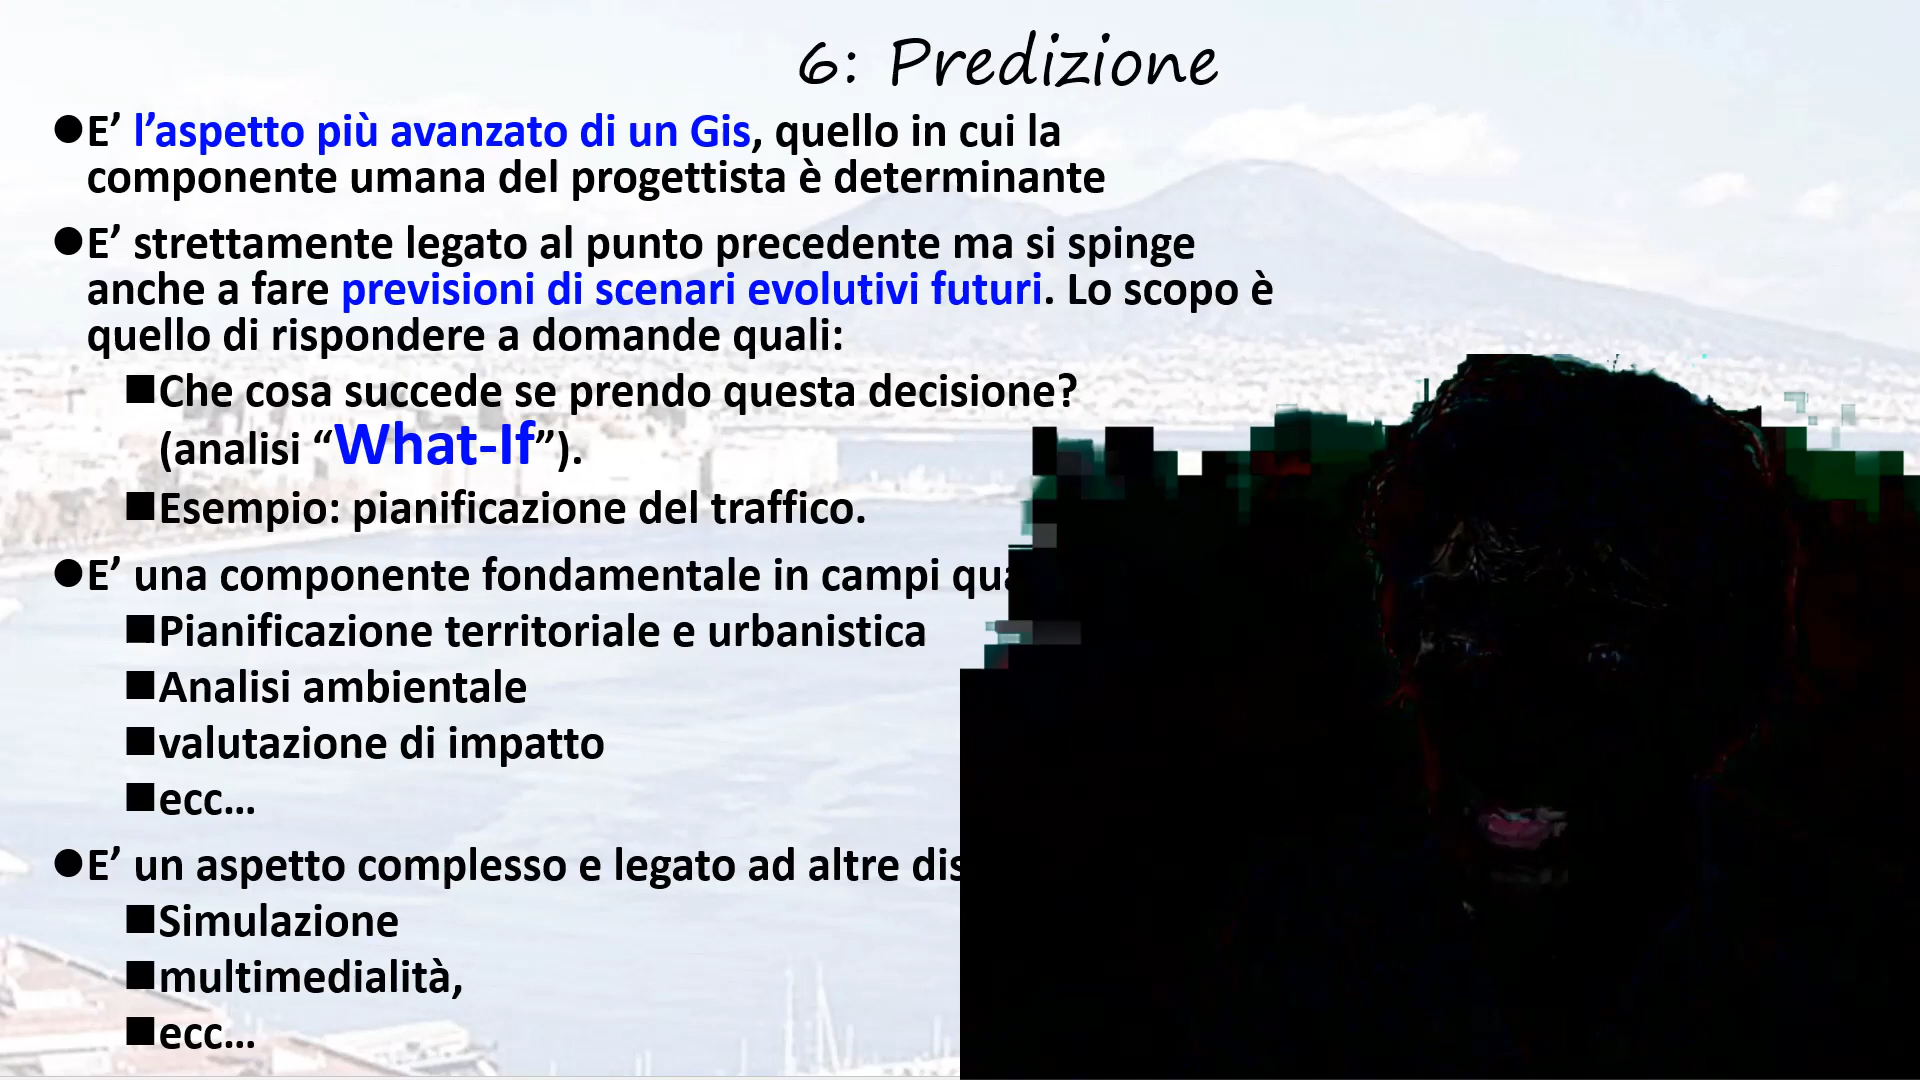 6: Predizione
E’ l’aspetto più avanzato di un Gis, quello in cui la
componente umana del progettista è determinante
E’ strettamente legato al punto precedente ma si spinge
anche a fare previsioni di scenari evolutivi futuri. Lo scopo è
quello di rispondere a domande quali:
Che cosa succede se prendo questa decisione?
(analisi “What-If”).
Esempio: pianificazione del traffico.
E’ una componente fondamentale in campi
Pianificazione territoriale e urbanistica
Analisi ambientale
valutazione di impatto
ecc…
E’ un aspetto complesso e legato ad altre
Simulazione
multimedialità,
ecc…